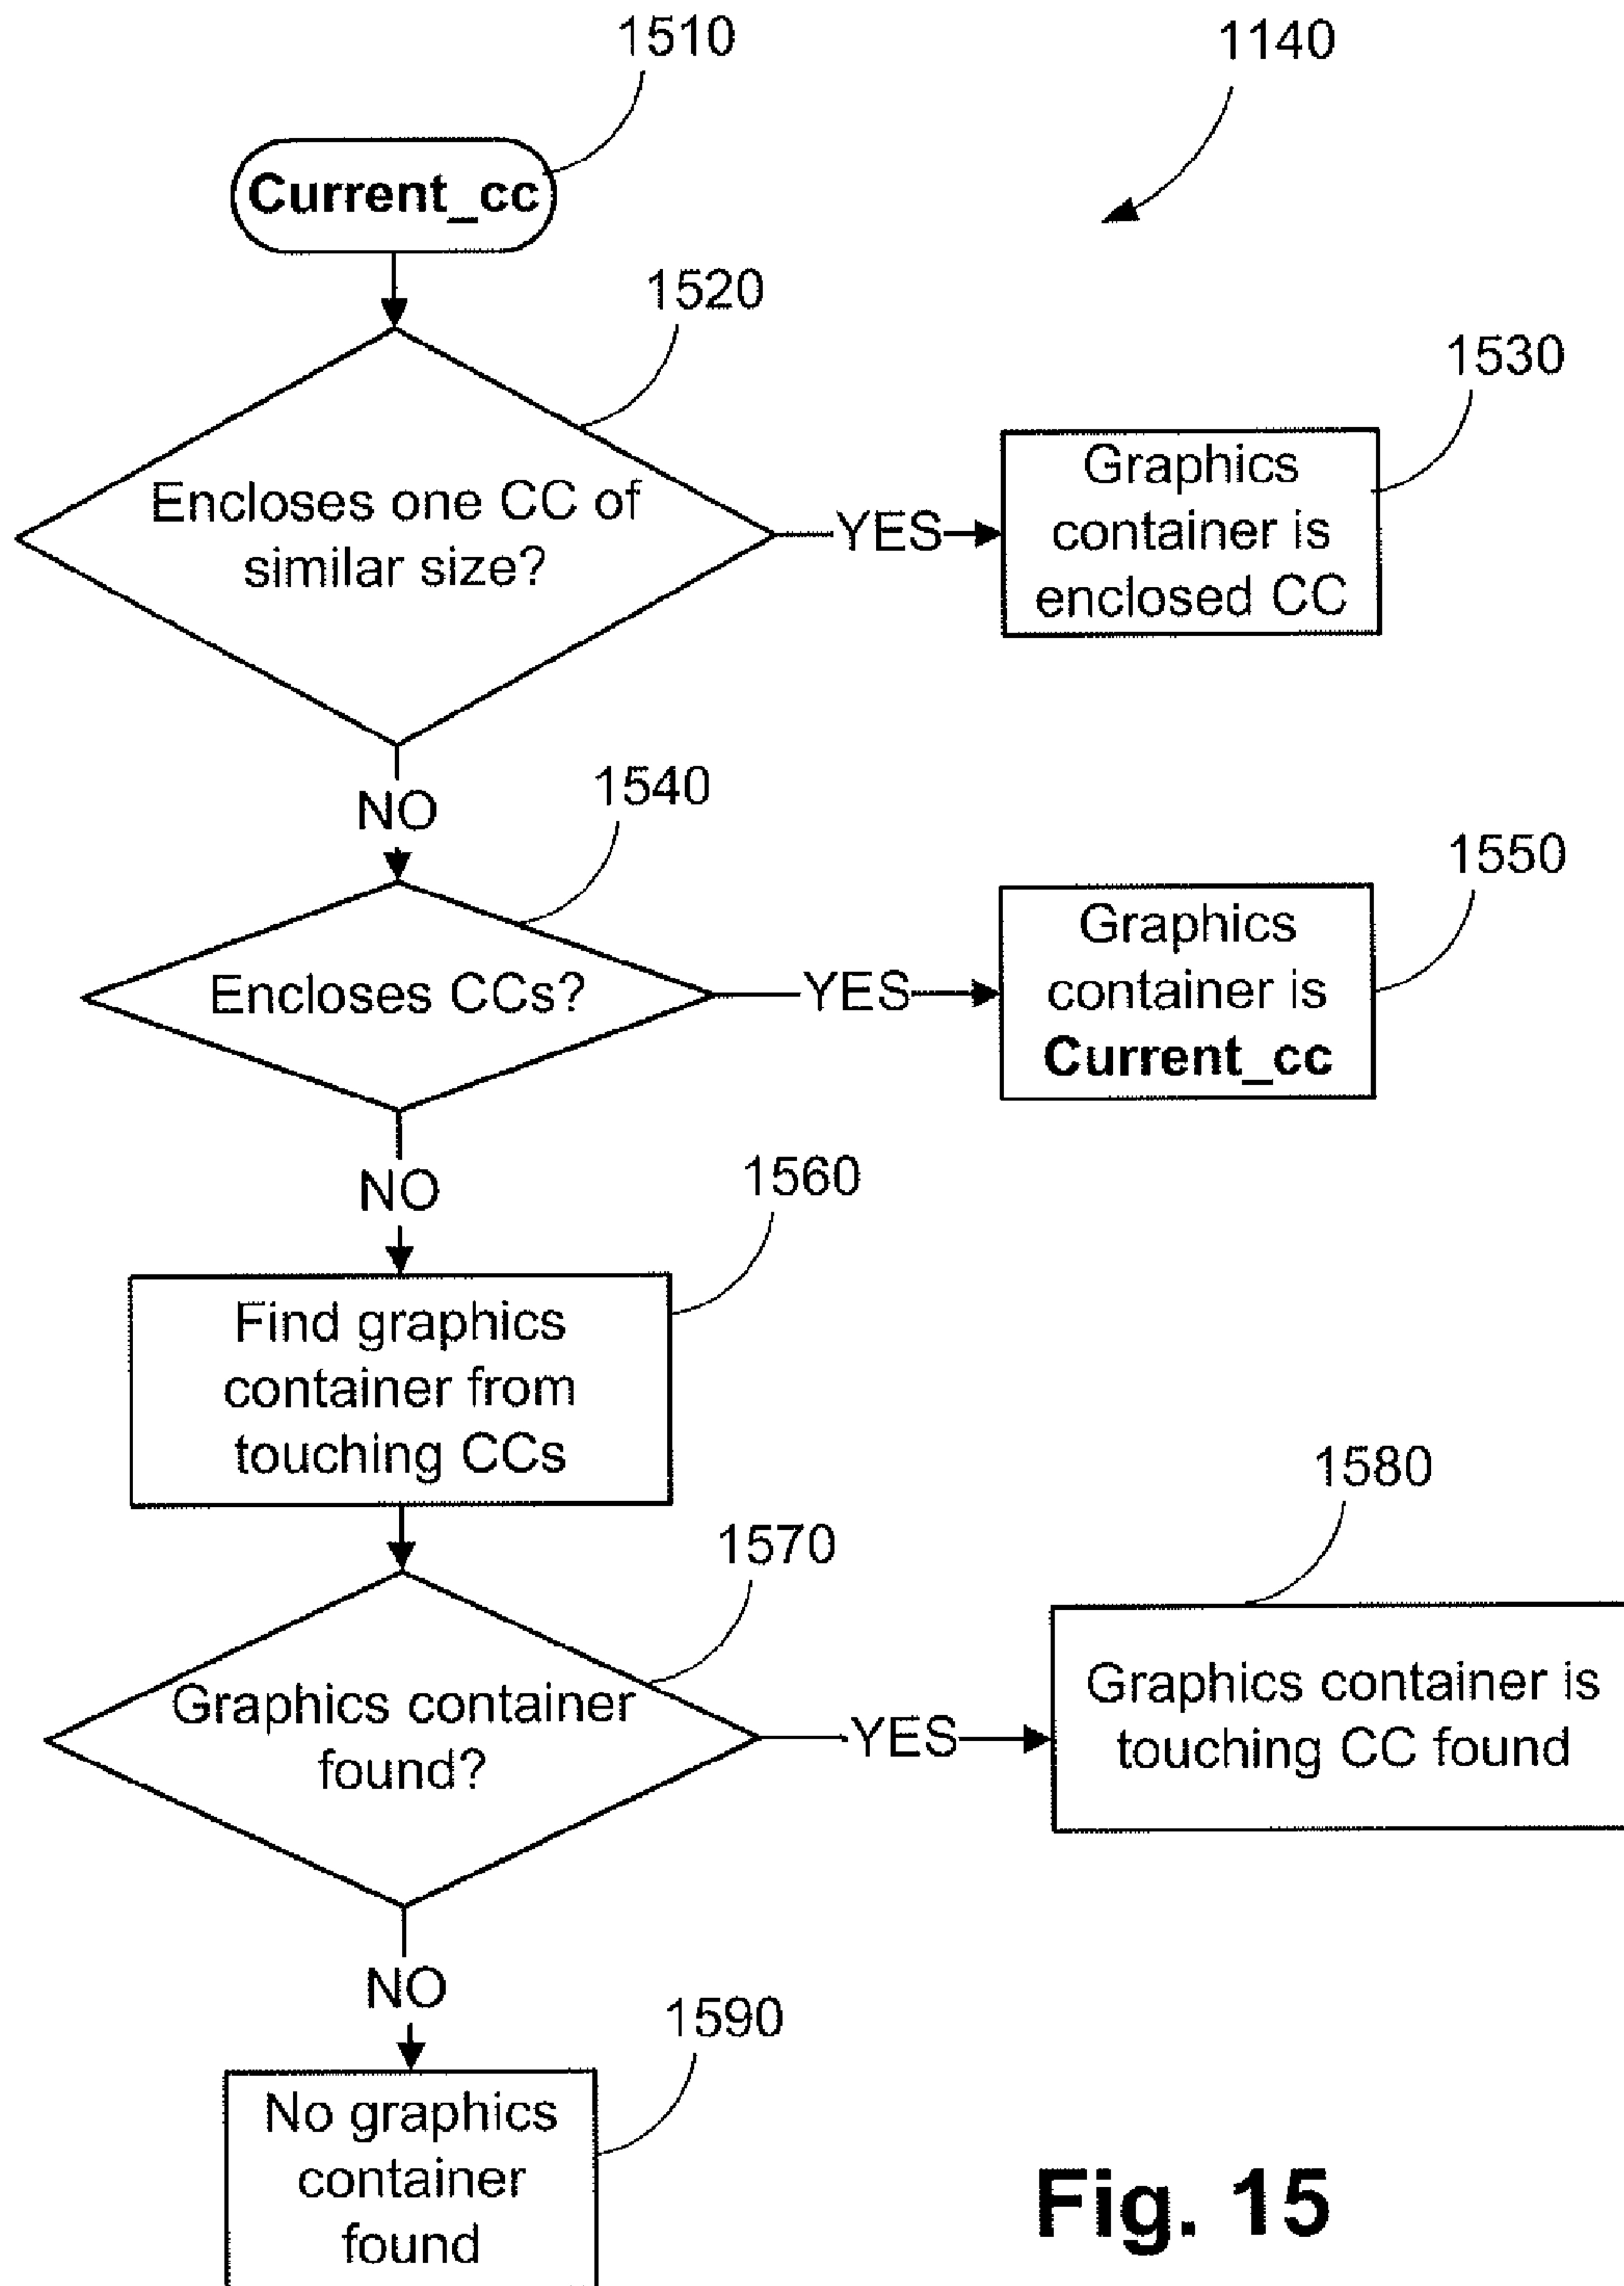 1510
1140
Current_cc
1520
1530
Encloses one CC of
similar size?
YES
Graphics
container is
enclosed CC
NO
1540
1550
Encloses CCs?
YES
Graphics
container is
Current_cc
NO
1560
Find graphics
container from
touching CCs
1570
1580
Graphics container
found?
YES
Graphics container is
touching CC found
NO
1590
No graphics
container
found
Fig. 15